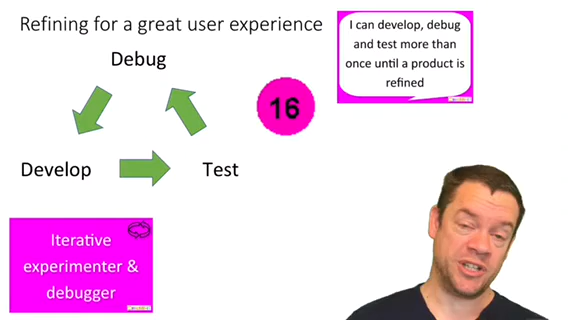 Refining for a great user experience
I can develop, debug
and test more than
once until a product is
refined
Debug
16
Develop
Test
Iterative
experimenter &
debugger